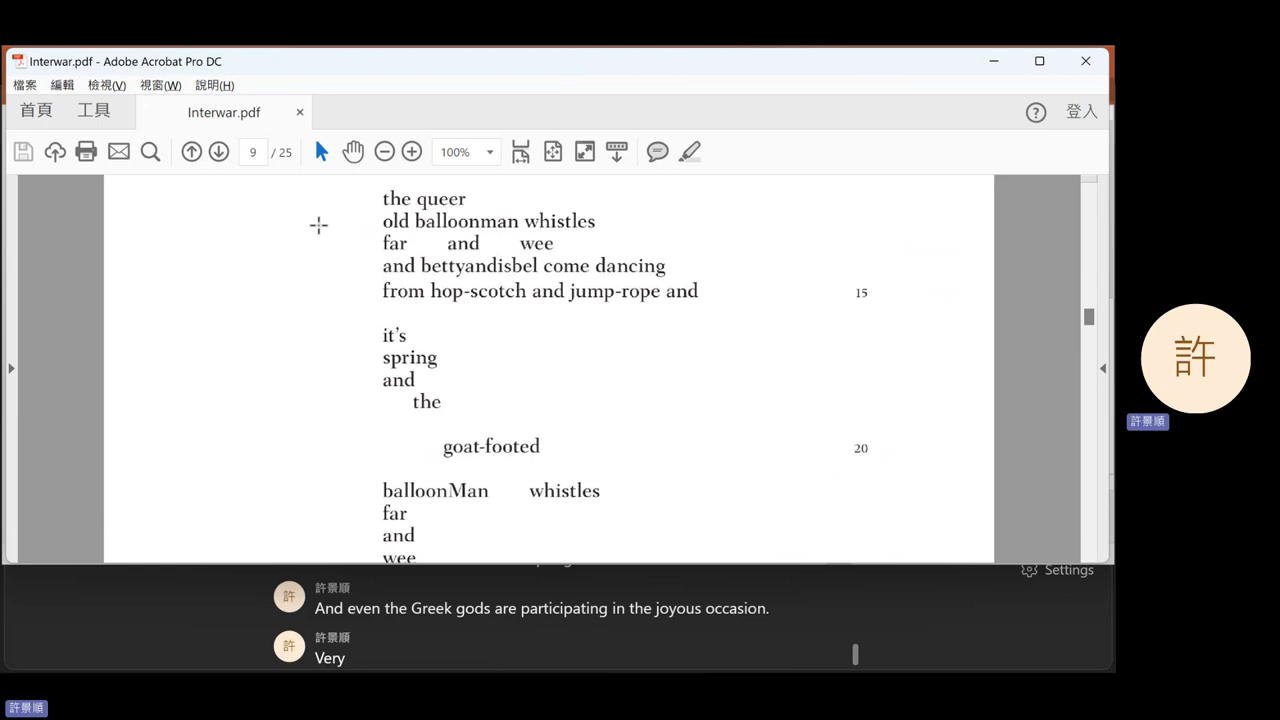 Interwar.pdf - Adobe Acrobat Pro DC
檔案 編輯 檢視(V) 視窗(W) 說明(H)
首頁 工具 Interwar.pdf × 登入
9 / 25 100%
the queer
old balloonman whistles
far and wee
and bettyandisbel come dancing
from hop-scotch and jump-rope and 15
it's
spring
and
the
goat-footed 20
balloonMan whistles
far
and
wee
許
許景順
Settings
許 許景順
And even the Greek gods are participating in the joyous occasion.
許 許景順
Very
許景順